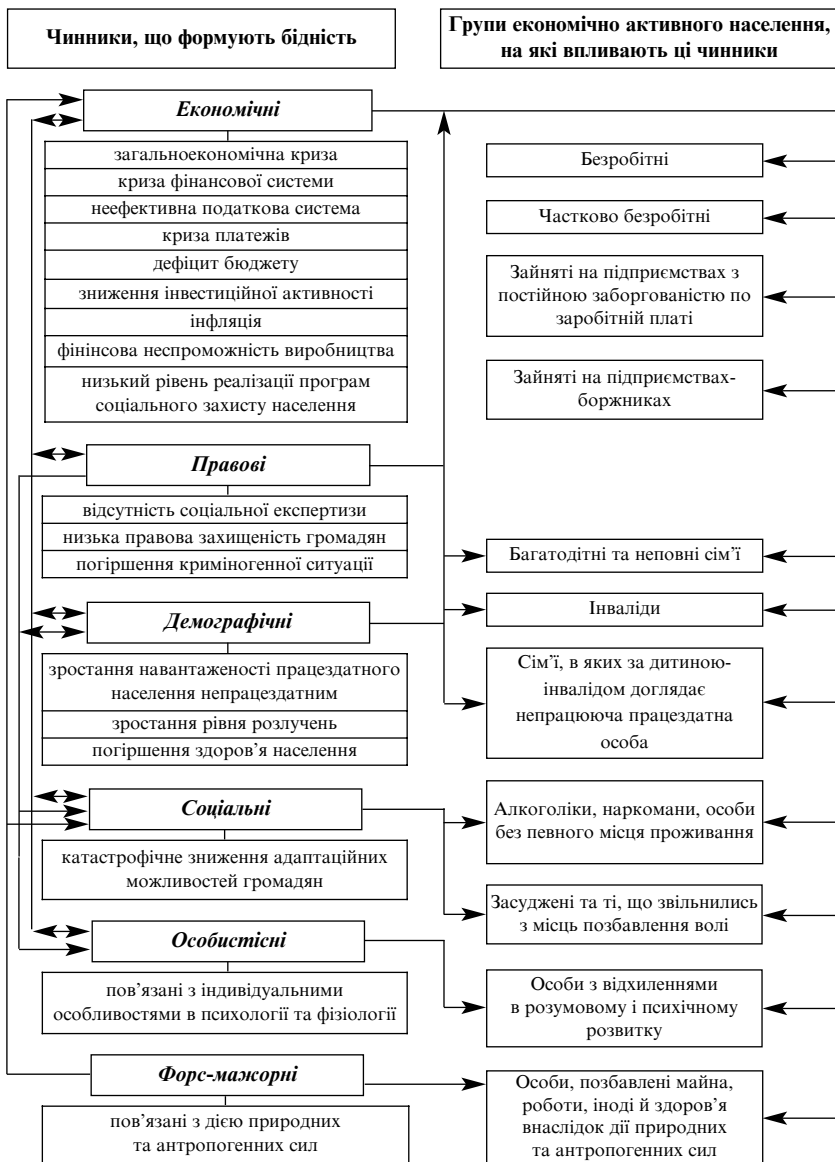 Чинники, що формують бідність
Групи економічно активного населення,
на які впливають ці чинники
Економічні
загальноекономічна криза
криза фінансової системи
неефективна податкова система
криза платежів
дефіцит бюджету
зниження інвестиційної активності
інфляція
фінінсова неспроможність виробництва
низький рівень реалізації програм
соціального захисту населення
Правові
відсутність соціальної експертизи
низька правова захищеність громадян
погіршення криміногенної ситуації
Демографічні
зростання навантаженості працездатного
населення непрацездатним
зростання рівня розлучень
погіршення здоров’я населення
Соціальні
катастрофічне зниження адаптаційних
можливостей громадян
Особистісні
пов’язані з індивідуальними
особливостями в психології та фізіології
Форс-мажорні
пов’язані з дією природних
та антропогенних сил
Безробітні
Частково безробітні
Зайняті на підприємствах з
постійною заборгованістю по
заробітній платі
Зайняті на підприємствах-
боржниках
Багатодітні та неповні сім’ї
Інваліди
Сім’ї, в яких за дитиною-
інвалідом доглядає
непрацююча працездатна
особа
Алкоголіки, наркомани, особи
без певного місця проживання
Засуджені та ті, що звільнились
з місць позбавлення волі
Особи з відхиленнями
в розумовому і психічному
розвитку
Особи, позбавлені майна,
роботи, іноді й здоров’я
внаслідок дії природних
та антропогенних сил